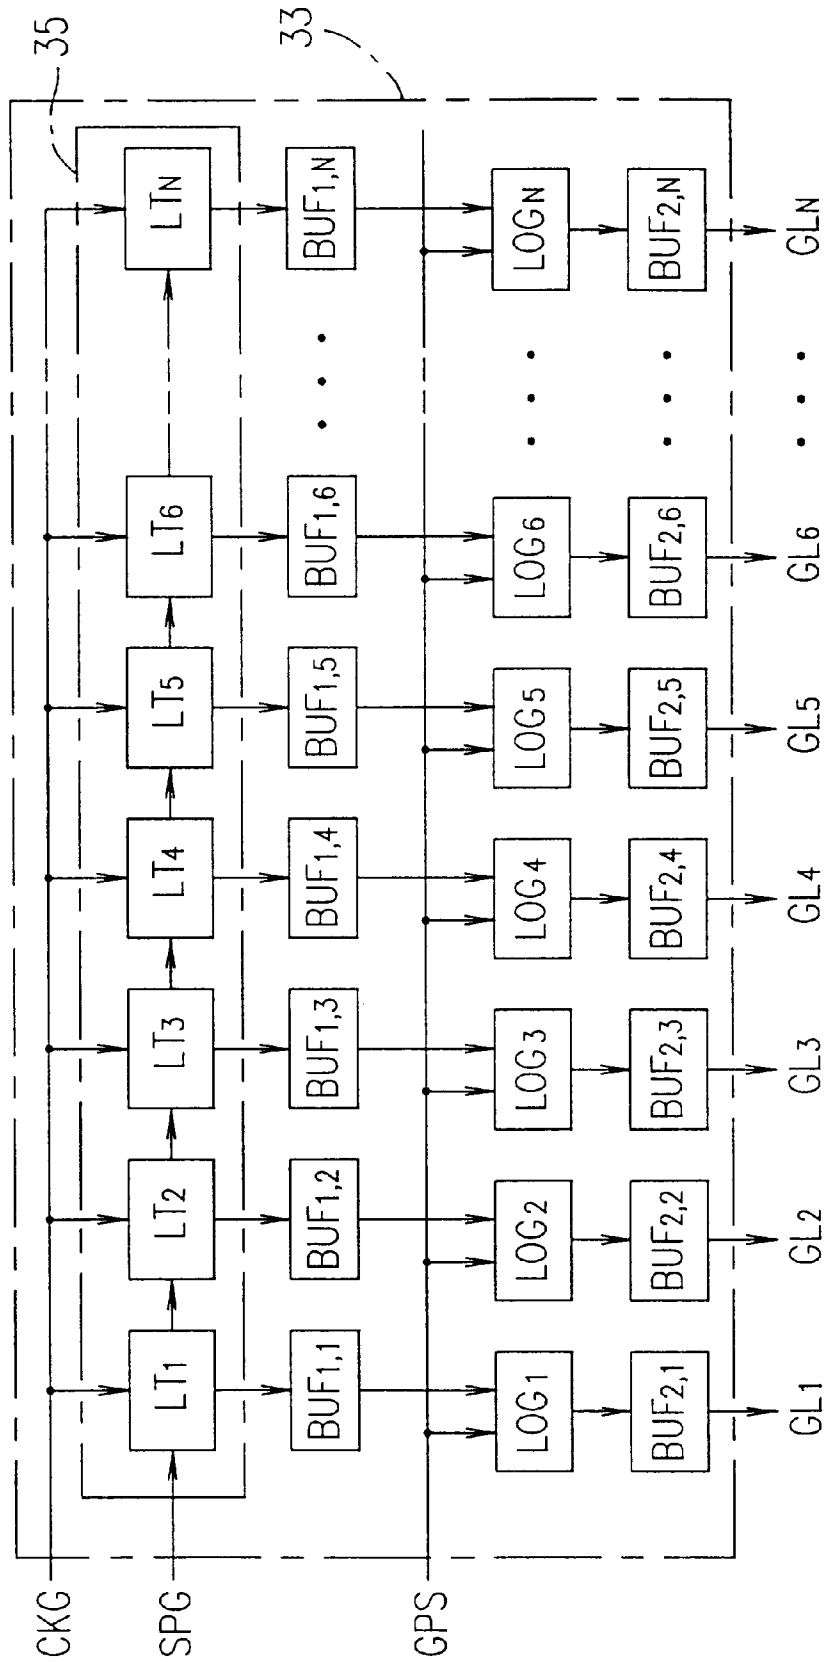 35
33
CKG
SPG
GPS
LT1 LT2 LT3 LT4 LT5 LT6 LTN
BUF1,1 BUF1,2 BUF1,3 BUF1,4 BUF1,5 BUF1,6 BUF1,N
LOG1 LOG2 LOG3 LOG4 LOG5 LOG6 LOGN
BUF2,1 BUF2,2 BUF2,3 BUF2,4 BUF2,5 BUF2,6 BUF2,N
GL1 GL2 GL3 GL4 GL5 GL6 GLN